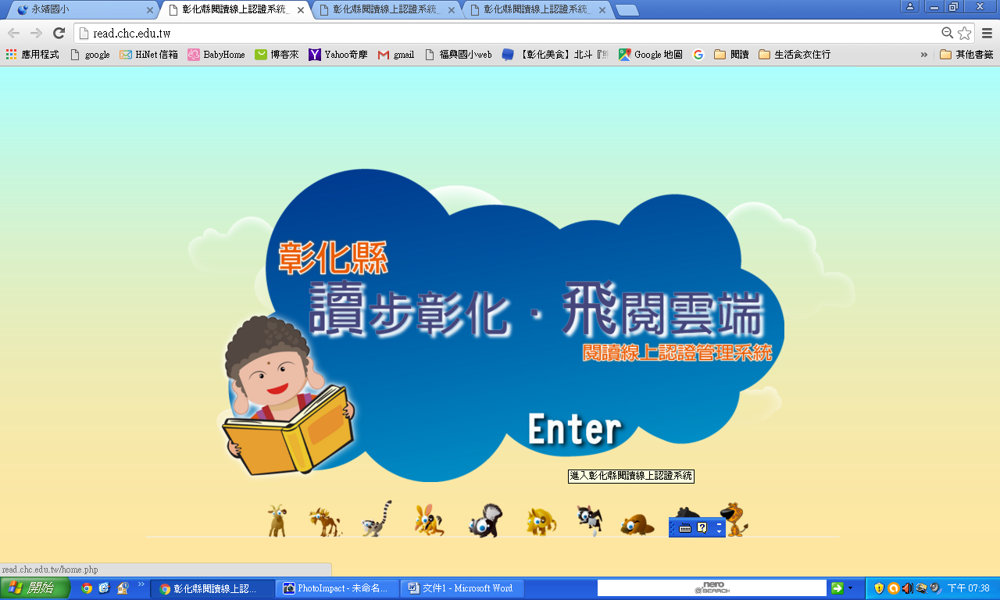 永靖國小
彰化縣閱讀線上認證系統_
彰化縣閱讀線上認證系統_
彰化縣閱讀線上認證系統_
read.chc.edu.tw
應用程式 google HiNet 信箱 BabyHome 博客來 Yahoo奇摩 gmail 福興國小web 【彰化美食】北斗 Google 地圖 閱讀 生活食衣住行 » 其他書籤
彰化縣
讀步彰化・飛閱雲端
閱讀線上認證管理系統
Enter
進入彰化縣閱讀線上認證系統
read.chc.edu.tw/home.php
開始 » 彰化縣閱讀線上認... PhotoImpact - 未命名... 文件1 - Microsoft Word nero SEARCH 下午 07:38